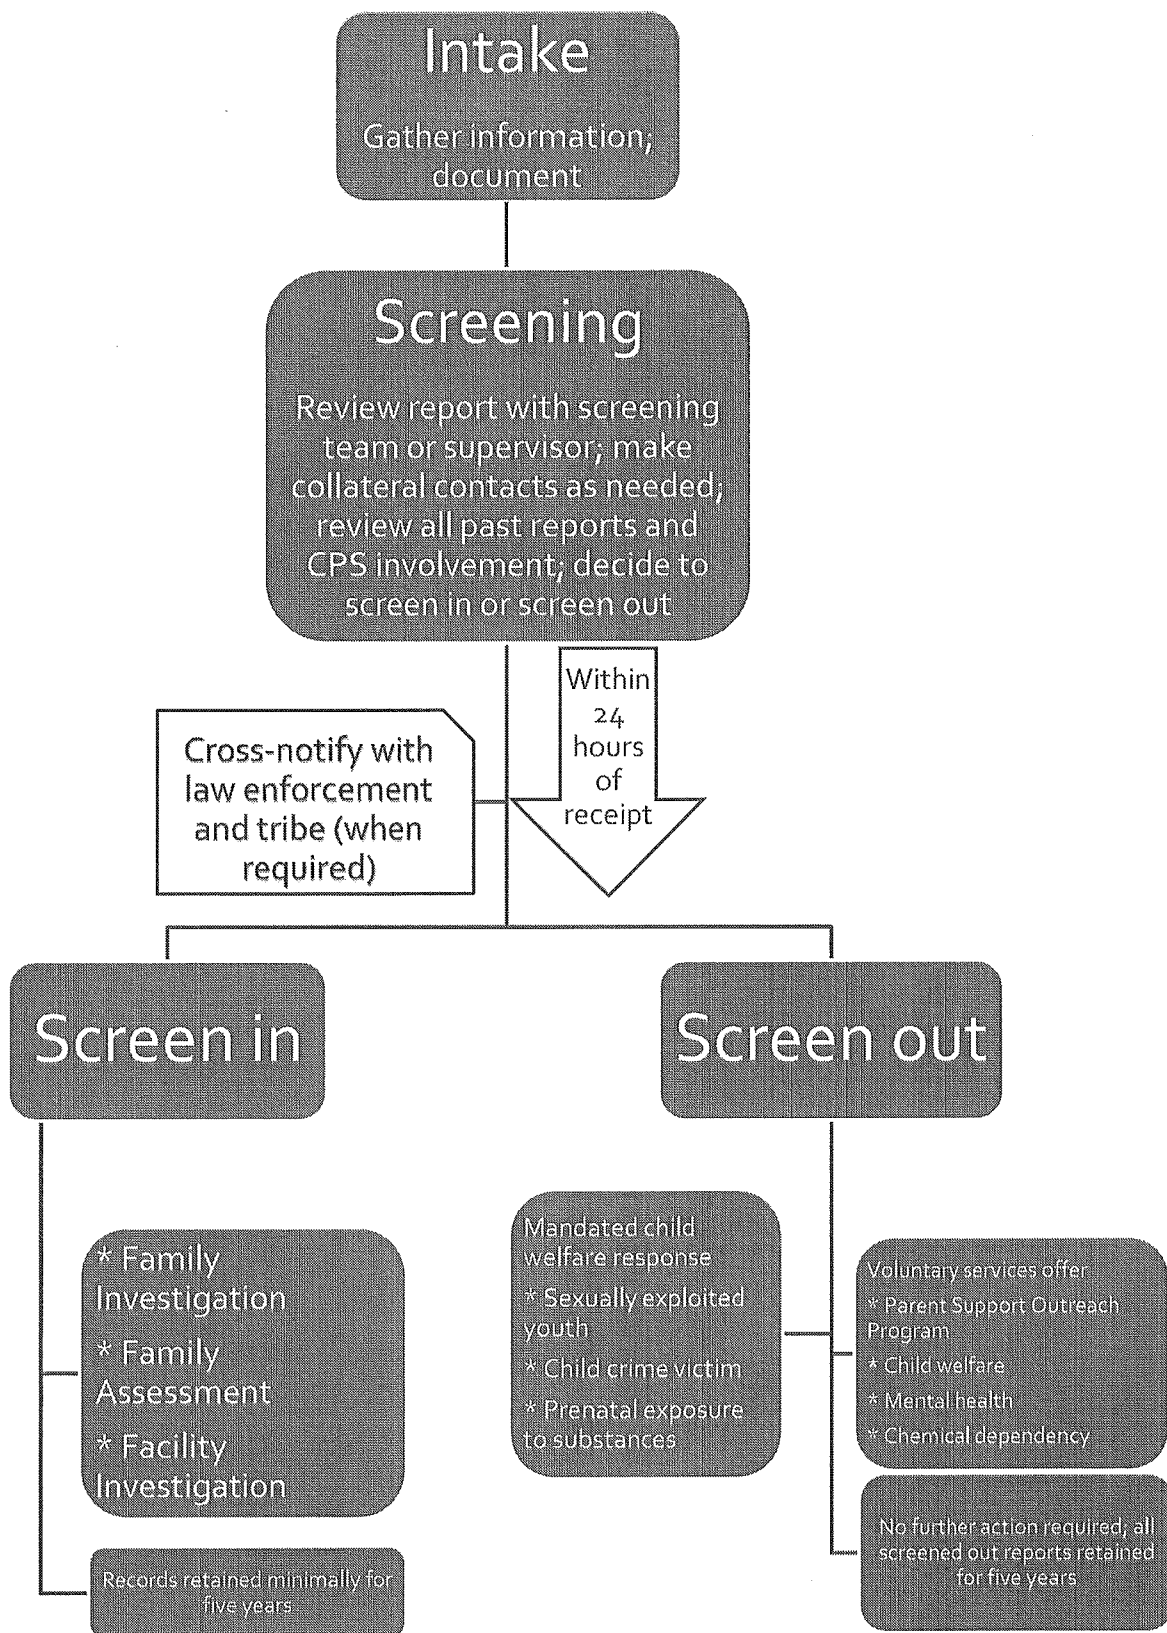 Intake
Gather information;
document
Screening
Review report with screening
team or supervisor; make
collateral contacts as needed;
review all past reports and
CPS involvement; decide to
screen in or screen out
Within
24
hours
of
receipt
Cross-notify with
law enforcement
and tribe (when
required)
Screen in
Screen out
* Family
Investigation
* Family
Assessment
* Facility
Investigation
Records retained minimally for
five years
Mandated child
welfare response
* Sexually exploited
youth
* Child crime victim
* Prenatal exposure
to substances
Voluntary services offer
* Parent Support Outreach
Program
* Child welfare
* Mental health
* Chemical dependency
No further action required; all
screened out reports retained
for five years